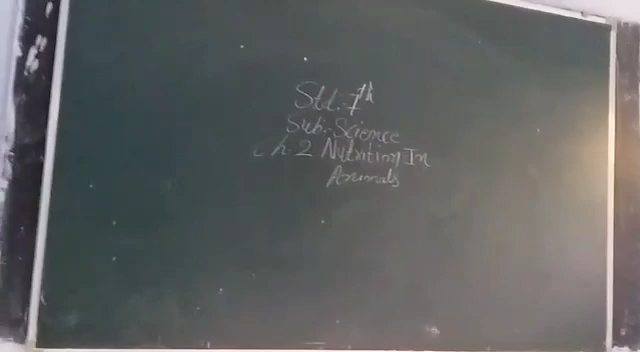 Std:-7th
Sub:-Science
Ch. 2 Nutrition In
Animals